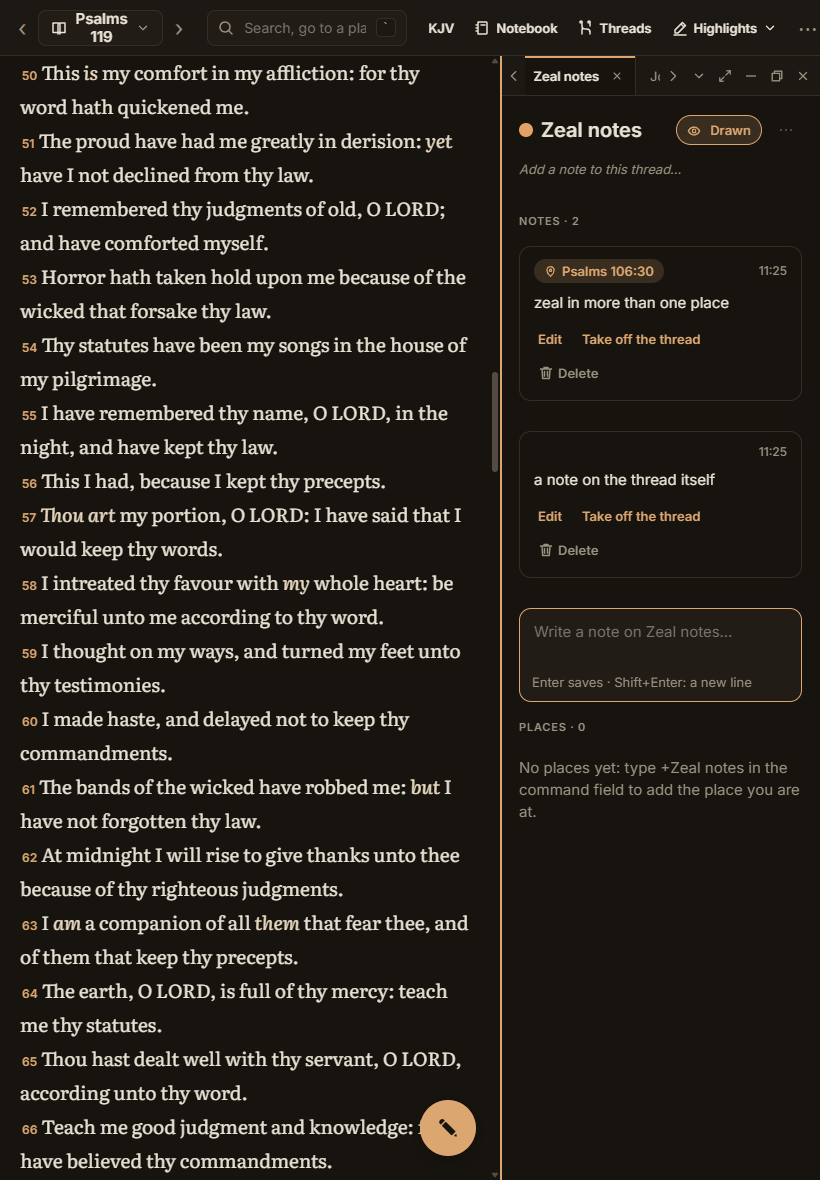 Psalms
119
Search, go to a pla
`
KJV
Notebook
Threads
Highlights
50 This is my comfort in my affliction: for thy
word hath quickened me.
51 The proud have had me greatly in derision: yet
have I not declined from thy law.
52 I remembered thy judgments of old, O LORD;
and have comforted myself.
53 Horror hath taken hold upon me because of the
wicked that forsake thy law.
54 Thy statutes have been my songs in the house of
my pilgrimage.
55 I have remembered thy name, O LORD, in the
night, and have kept thy law.
56 This I had, because I kept thy precepts.
57 Thou art my portion, O LORD: I have said that I
would keep thy words.
58 I intreated thy favour with my whole heart: be
merciful unto me according to thy word.
59 I thought on my ways, and turned my feet unto
thy testimonies.
60 I made haste, and delayed not to keep thy
commandments.
61 The bands of the wicked have robbed me: but I
have not forgotten thy law.
62 At midnight I will rise to give thanks unto thee
because of thy righteous judgments.
63 I am a companion of all them that fear thee, and
of them that keep thy precepts.
64 The earth, O LORD, is full of thy mercy: teach
me thy statutes.
65 Thou hast dealt well with thy servant, O LORD,
according unto thy word.
66 Teach me good judgment and knowledge:
have believed thy commandments.
Zeal notes
Zeal notes
Drawn
Add a note to this thread...
NOTES · 2
Psalms 106:30
11:25
zeal in more than one place
Edit
Take off the thread
Delete
11:25
a note on the thread itself
Edit
Take off the thread
Delete
Write a note on Zeal notes...
Enter saves · Shift+Enter: a new line
PLACES · 0
No places yet: type +Zeal notes in the
command field to add the place you are
at.